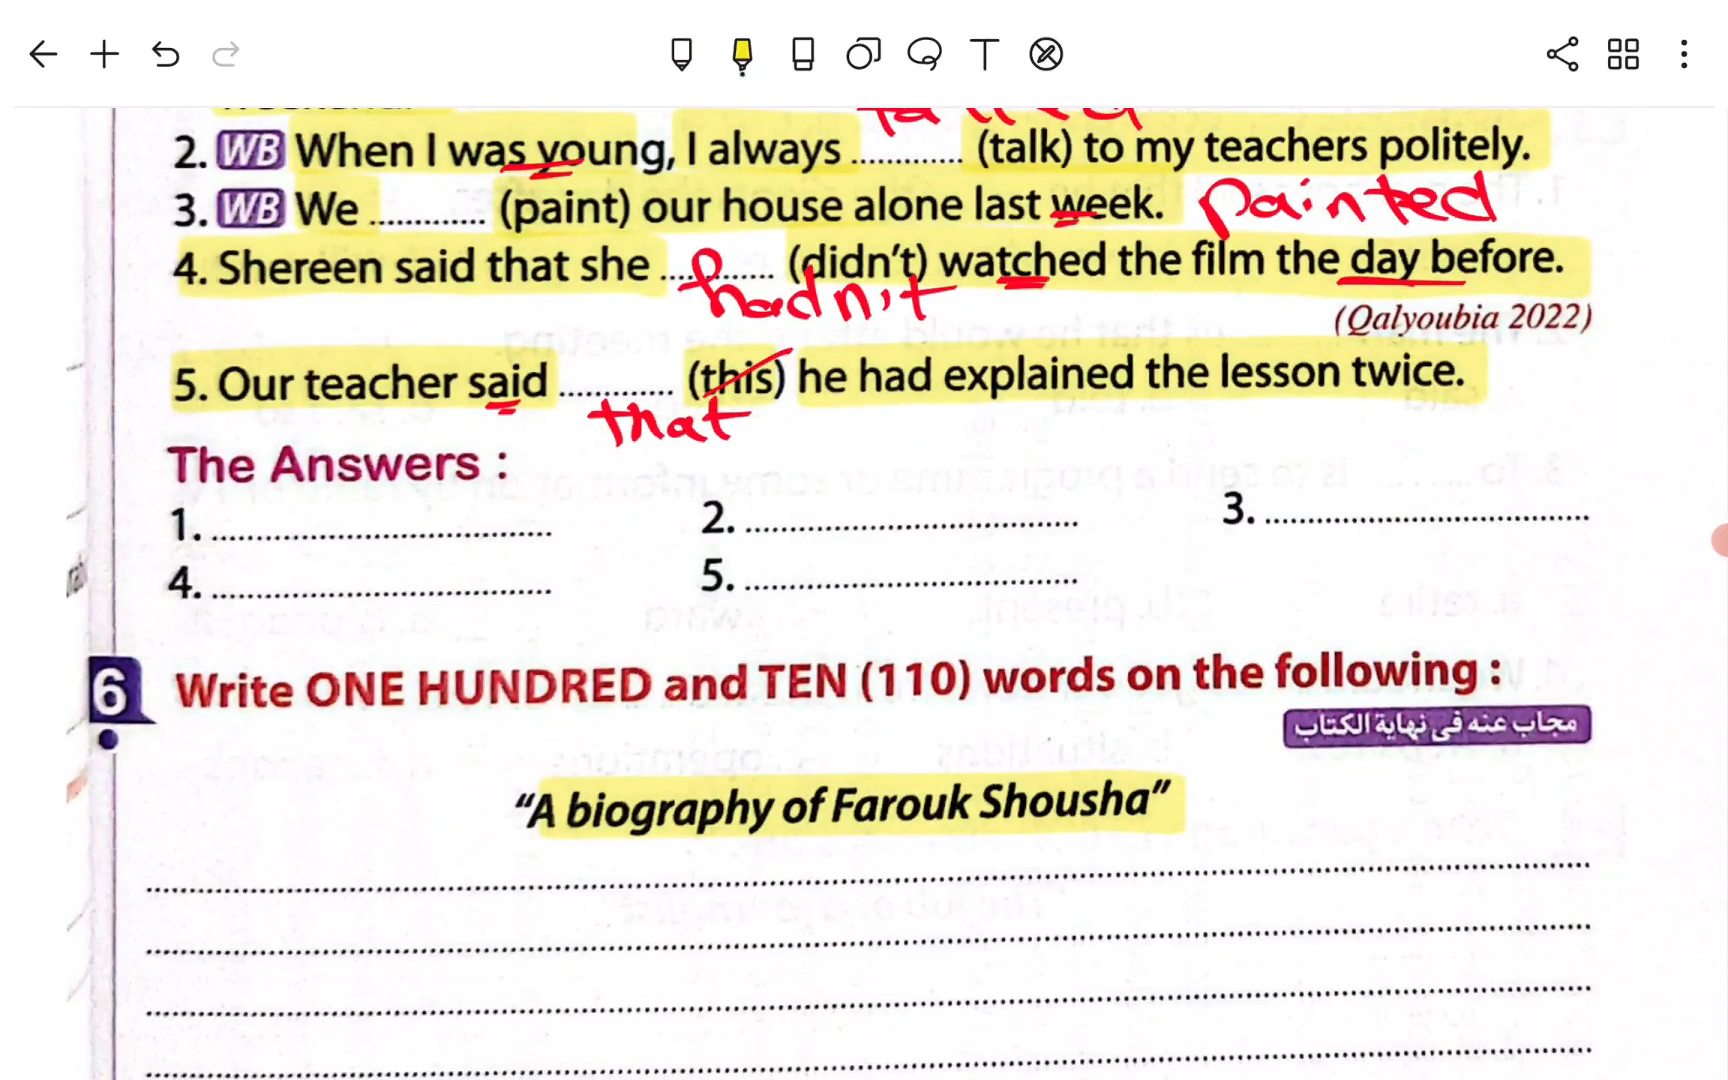 2. WB When I was young, I always ............ (talk) to my teachers politely.
3. WB We ............ (paint) our house alone last week. painted
4. Shereen said that she ............ (didn't) watched the film the day before.
hadn't
(Qalyoubia 2022)
5. Our teacher said ............ (this) he had explained the lesson twice.
that
The Answers :
1. ................................ 2. ................................ 3. ................................
4. ................................ 5. ................................
6 Write ONE HUNDRED and TEN (110) words on the following :
مجاب عنه فى نهاية الكتاب
“A biography of Farouk Shousha”